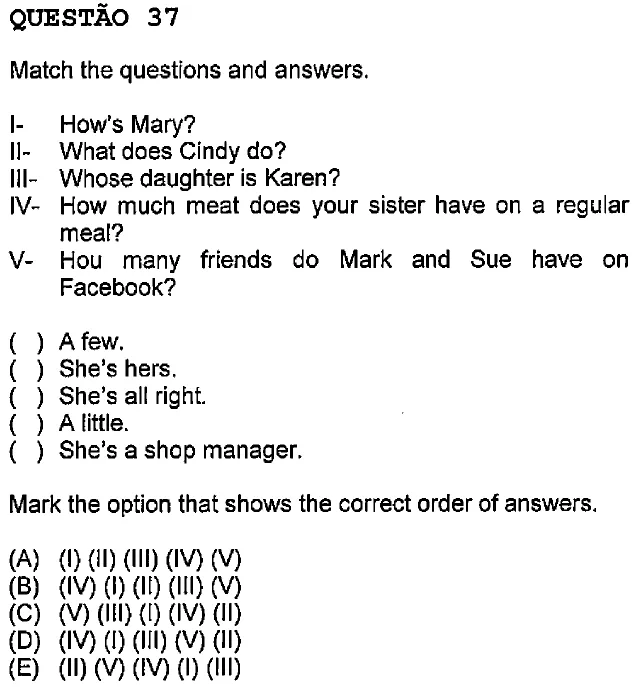 QUESTÃO 37
Match the questions and answers.
I- How's Mary?
II- What does Cindy do?
III- Whose daughter is Karen?
IV- How much meat does your sister have on a regular
meal?
V- Hou many friends do Mark and Sue have on
Facebook?
( ) A few.
( ) She's hers.
( ) She's all right.
( ) A little.
( ) She's a shop manager.
Mark the option that shows the correct order of answers.
(A) (I) (II) (III) (IV) (V)
(B) (IV) (I) (II) (III) (V)
(C) (V) (III) (I) (IV) (II)
(D) (IV) (I) (III) (V) (II)
(E) (II) (V) (IV) (I) (III)